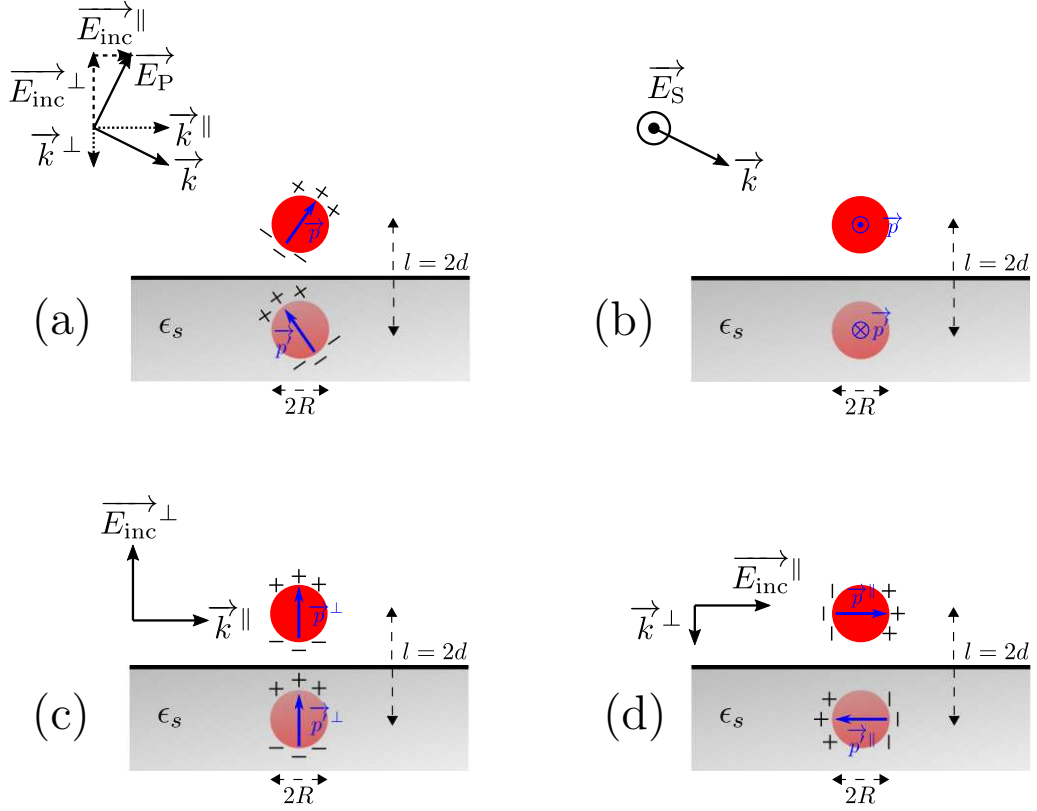 E_inc ∥
E_inc ⊥ E_P
k ∥
k ⊥
k
+ + +
p
− − −
l = 2d
(a)
ϵ_s
+ + +
p′
− − −
2R
E_S
k
p
l = 2d
(b)
ϵ_s
p′
2R
E_inc ⊥
k ∥
+ + +
p ⊥
− − −
l = 2d
(c)
ϵ_s
+ + +
p′ ⊥
− − −
2R
E_inc ∥
k ⊥
p ∥
| | | + + +
l = 2d
(d)
ϵ_s
+ + + | | |
p′ ∥
2R